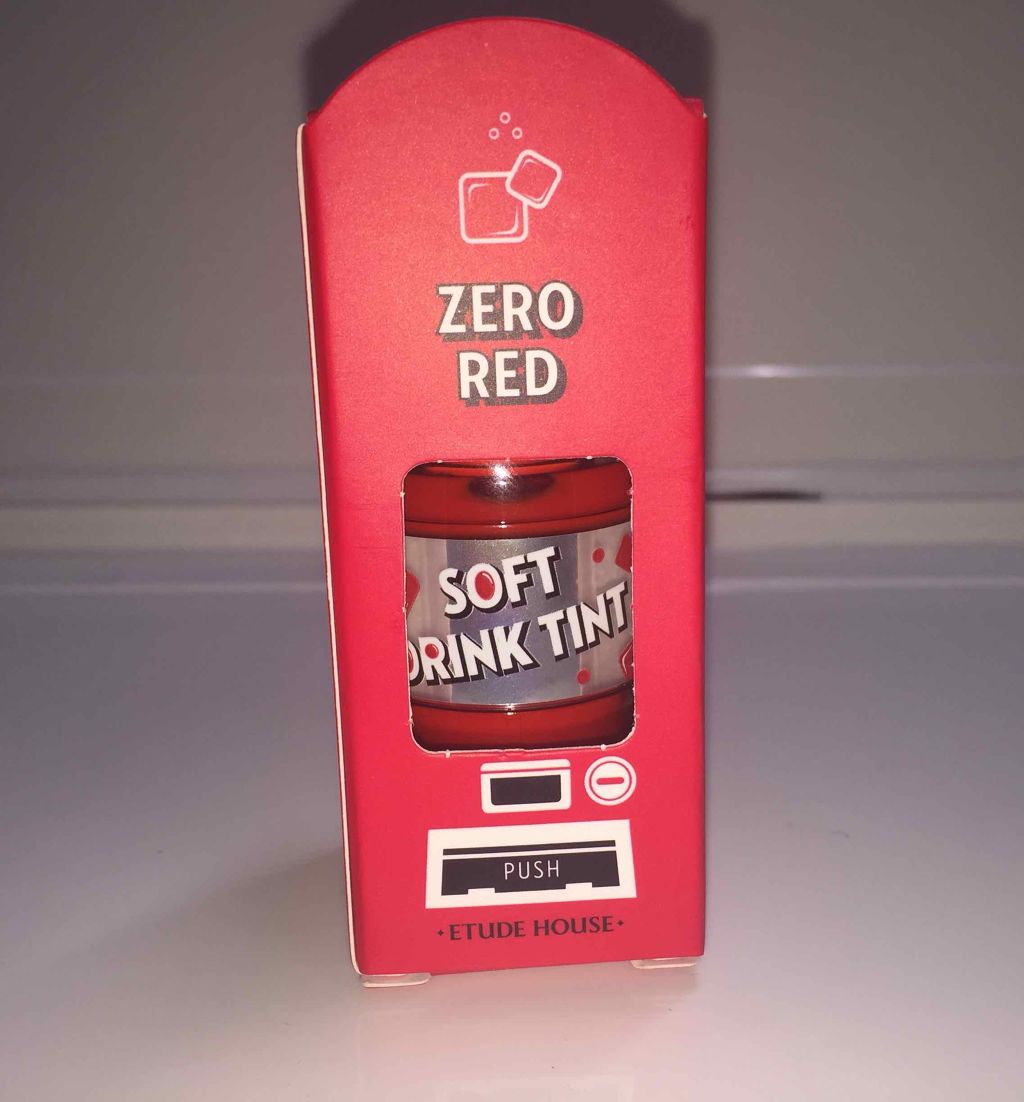 ZERO
RED
SOFT
DRINK TINT
PUSH
ETUDE HOUSE